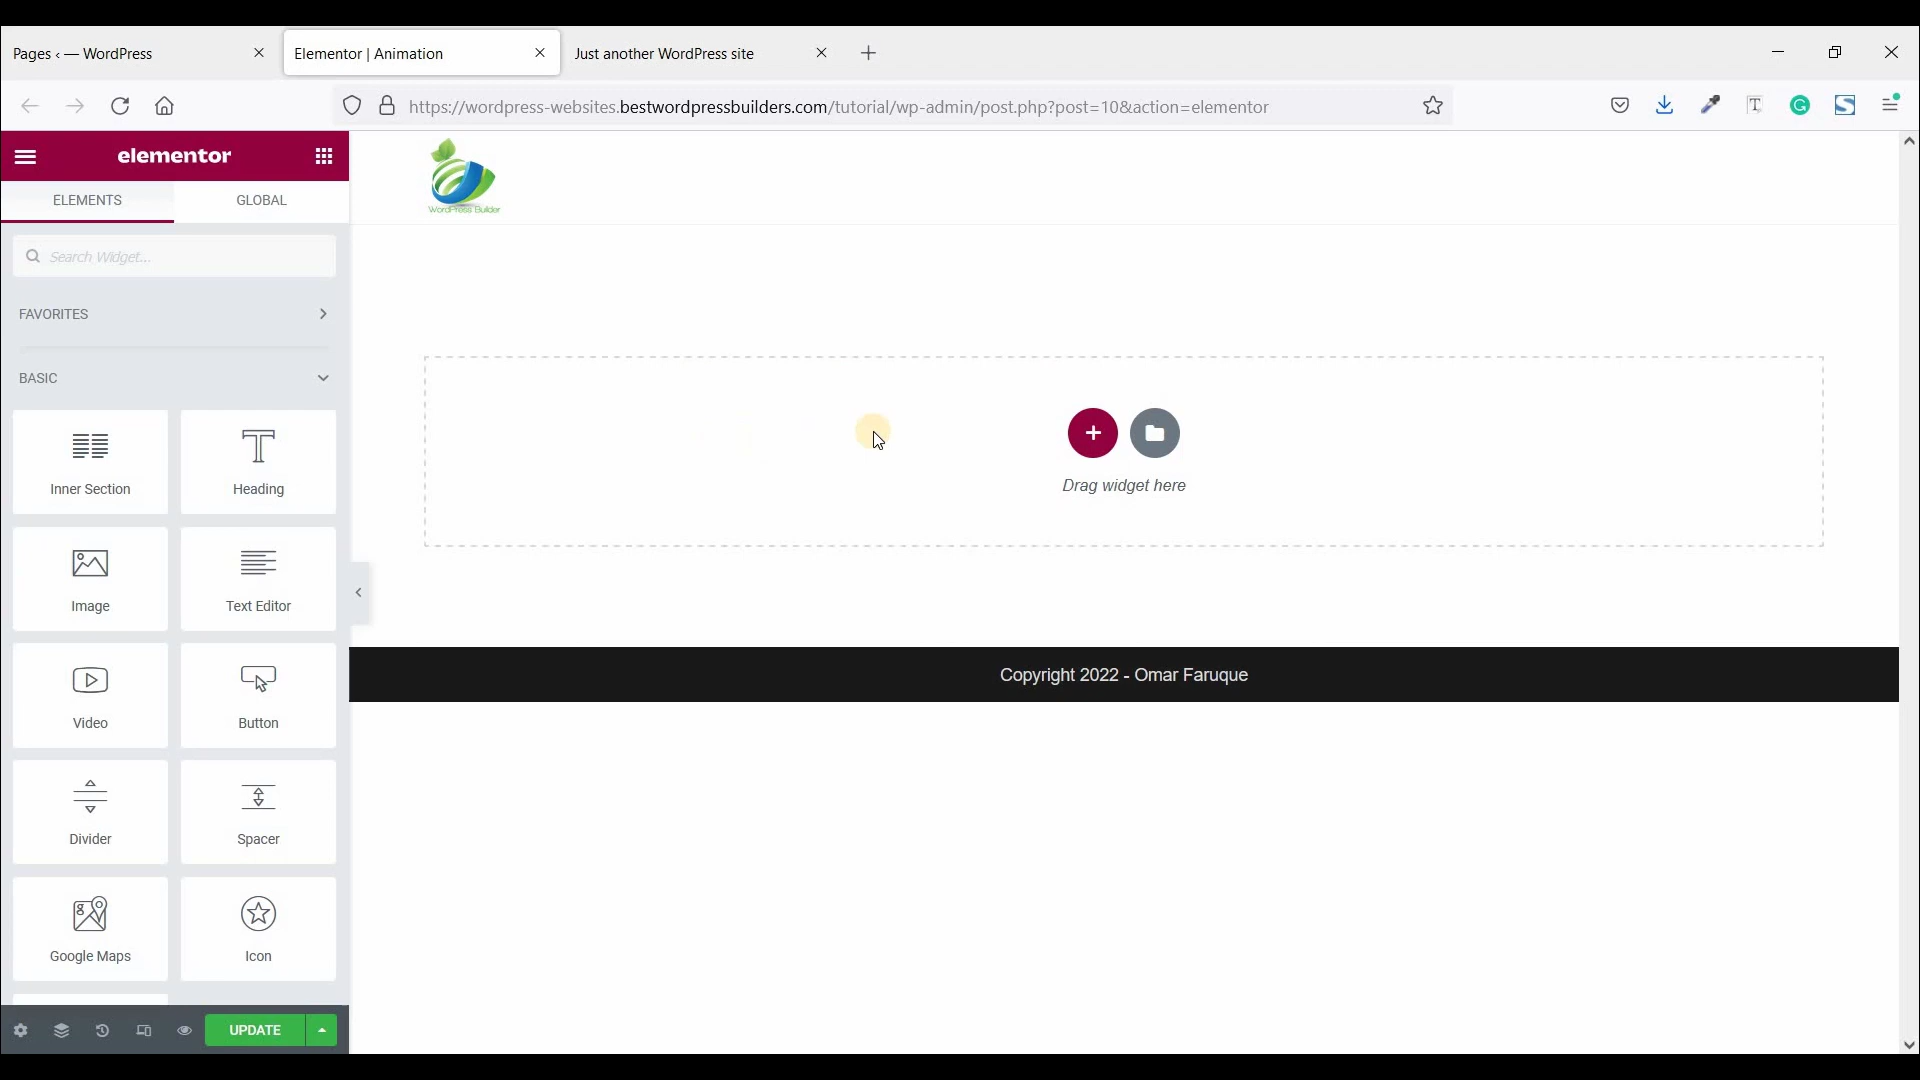 Pages ‹ — WordPress
Elementor | Animation
Just another WordPress site
https://wordpress-websites.bestwordpressbuilders.com/tutorial/wp-admin/post.php?post=10&action=elementor
elementor
ELEMENTS
GLOBAL
Search Widget...
FAVORITES
BASIC
Inner Section
Heading
Image
Text Editor
Video
Button
Divider
Spacer
Google Maps
Icon
UPDATE
WordPress Builder
Drag widget here
Copyright 2022 - Omar Faruque